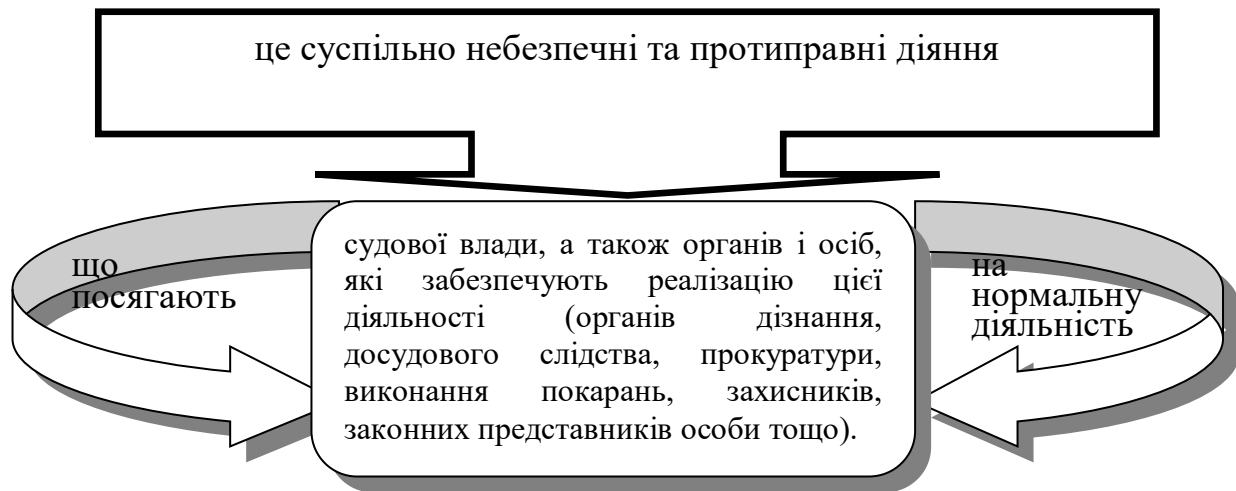 це суспільно небезпечні та протиправні діяння
що
посягають
на
нормальну
діяльність
судової влади, а також органів і осіб,
які забезпечують реалізацію цієї
діяльності (органів дізнання,
досудового слідства, прокуратури,
виконання покарань, захисників,
законних представників особи тощо).